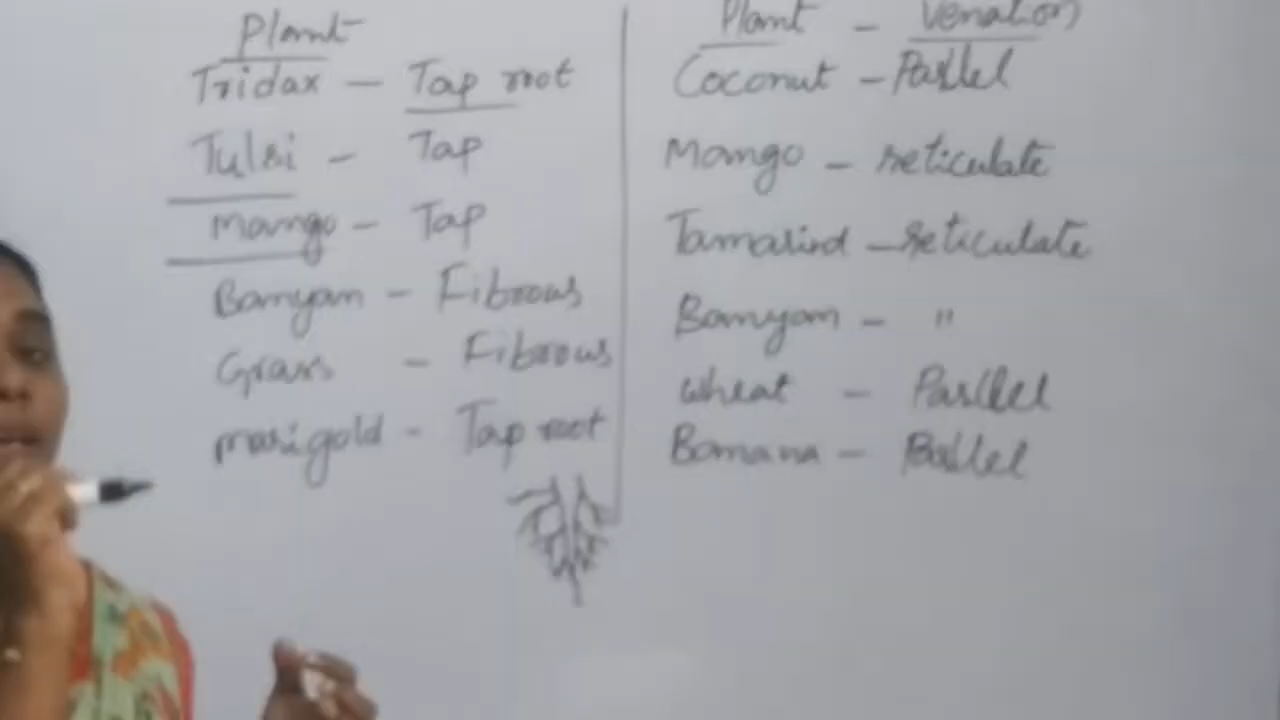 Plant
Tridax - Tap root
Tulsi - Tap
Mango - Tap
Banyan - Fibrous
Grass - Fibrous
marigold - Tap root
Plant - Venation
Coconut - Parllel
Mango - reticulate
Tamarind - reticulate
Banyan - "
wheat - Parllel
Banana - Parllel